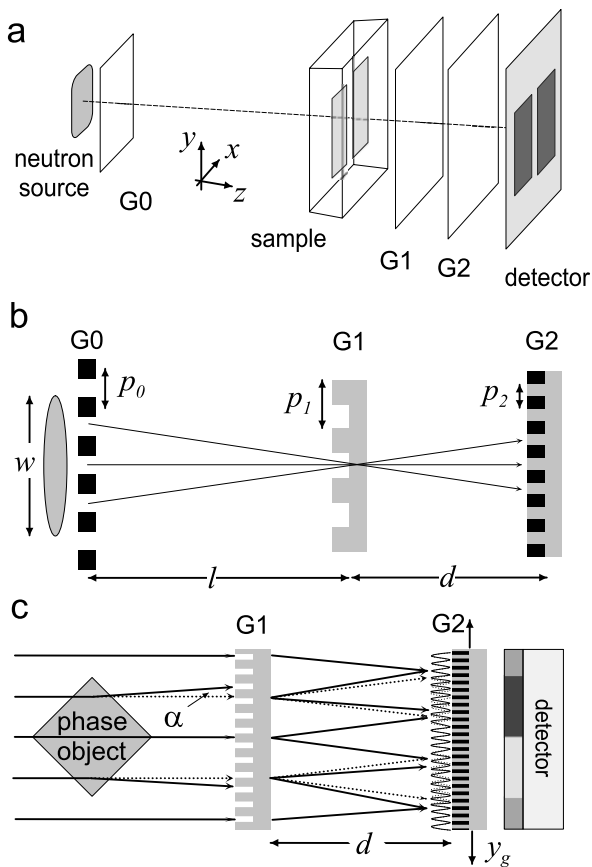 a
neutron
source
G0
y
x
z
sample
G1
G2
detector
b
G0
G1
G2
p0
p1
p2
w
l
d
c
G1
G2
phase
object
α
detector
d
yg